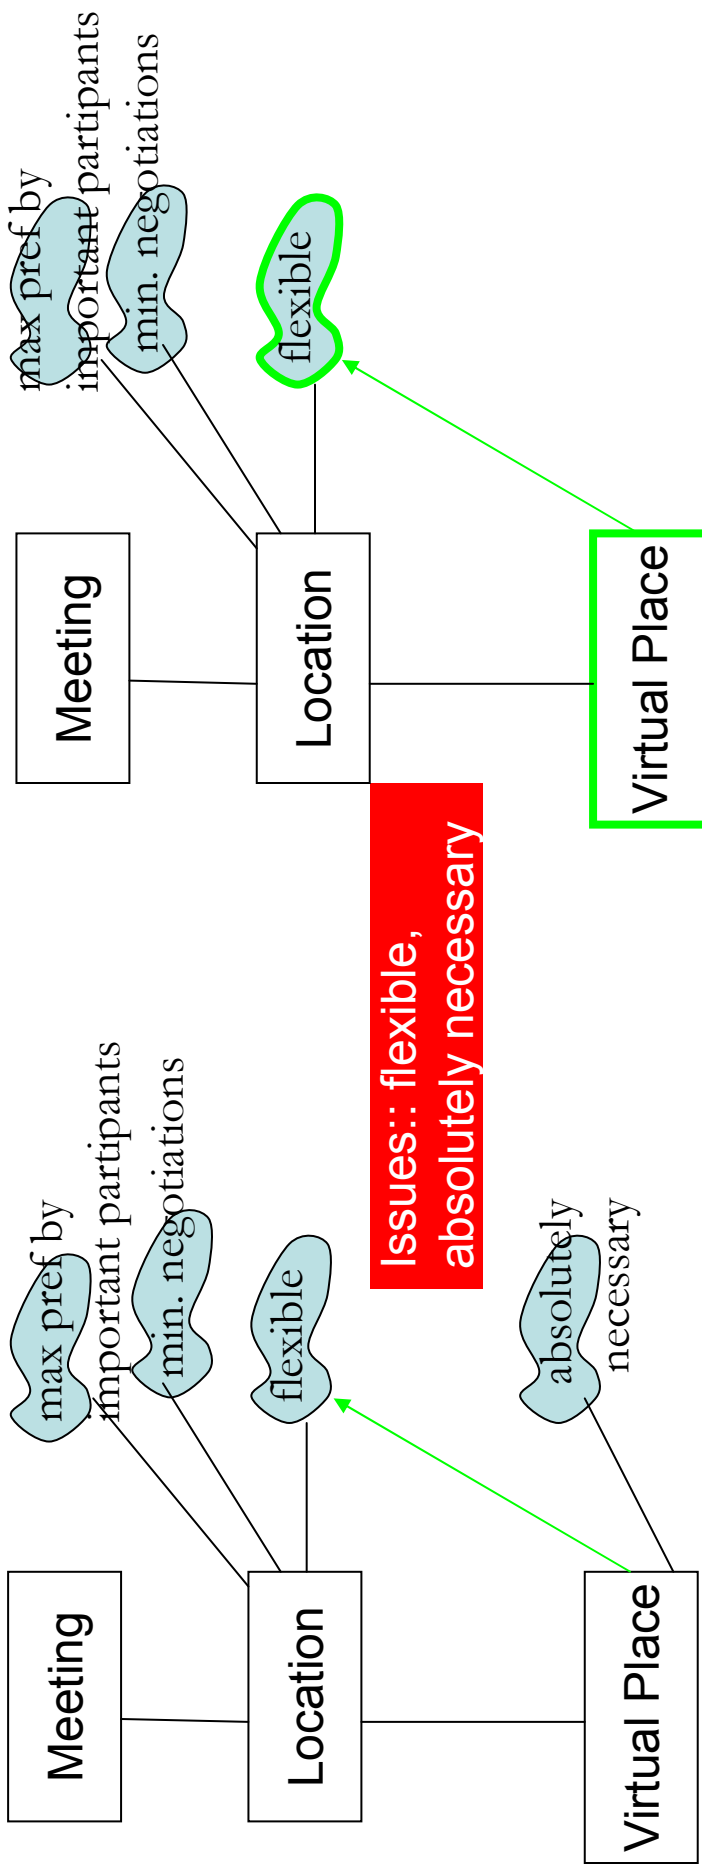 Meeting
max pref by
important partipants
min. negotiations
Location
flexible
Virtual Place
absolutely
necessary
Issues:: flexible,
absolutely necessary
Meeting
max pref by
important partipants
min. negotiations
Location
flexible
Virtual Place